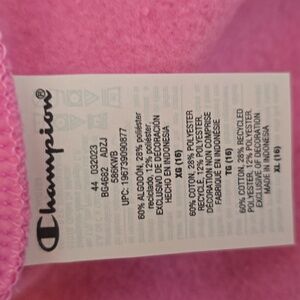 Champion®
44 032023
BG4682 ADZJ
586KWB
UPC: 196739090877
60% ALGODÓN, 28% poliéster
reciclado, 12% poliéster,
EXCLUSIVO DE DECORACIÓN
HECHO EN INDONESIA
XG (16)
60% COTON, 28% POLYESTER
RECYCLÉ, 12% POLYESTER,
DÉCORATION NON COMPRISE
FABRIQUÉ EN INDONÉSIE
TG (16)
60% COTTON, 28% RECYCLED
POLYESTER, 12% POLYESTER
EXCLUSIVE OF DECORATION
MADE IN INDONESIA
XL (16)